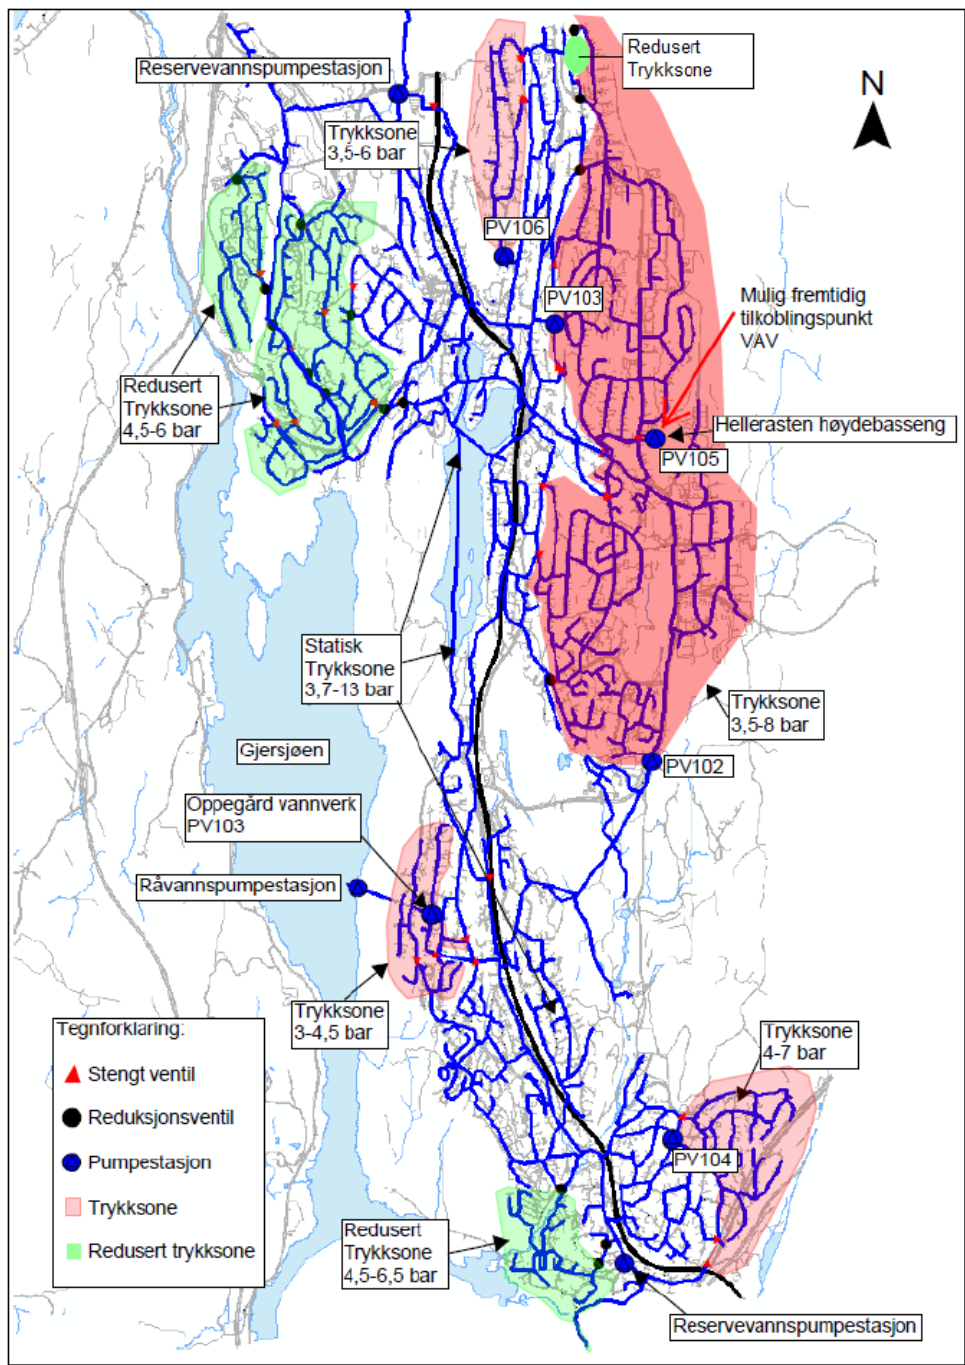 Redusert
Trykksone
Reservevannspumpestasjon
N
Trykksone
3,5-6 bar
PV106
PV103
Mulig fremtidig
tilkoblingspunkt
VAV
Redusert
Trykksone
4,5-6 bar
Hellerasten høydebasseng
PV105
Statisk
Trykksone
3,7-13 bar
Trykksone
3,5-8 bar
Gjersjøen
PV102
Oppegård vannverk
PV103
Råvannspumpestasjon
Trykksone
3-4,5 bar
Tegnforklaring:
Stengt ventil
Reduksjonsventil
Pumpestasjon
Trykksone
Redusert trykksone
Trykksone
4-7 bar
PV104
Redusert
Trykksone
4,5-6,5 bar
Reservevannspumpestasjon